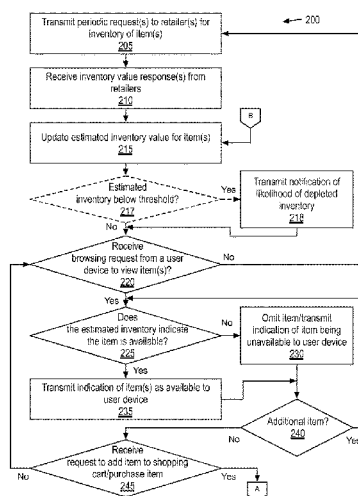 200
Transmit periodic request(s) to retailer(s) for
inventory of item(s)
205
Receive inventory value response(s) from
retailers
210
B
Update estimated inventory value for item(s)
215
Estimated
inventory below threshold?
217
Yes
Transmit notification of
likelihood of depleted
inventory
218
No
Receive
browsing request from a user
device to view item(s)?
220
No
Yes
Does
the estimated inventory indicate
the item is available?
225
No
Omit item/transmit
indication of item being
unavailable to user device
230
Yes
Transmit indication of item(s) as available to
user device
235
Additional item?
240
No
Yes
Receive
request to add item to shopping
cart/purchase item
245
Yes
A